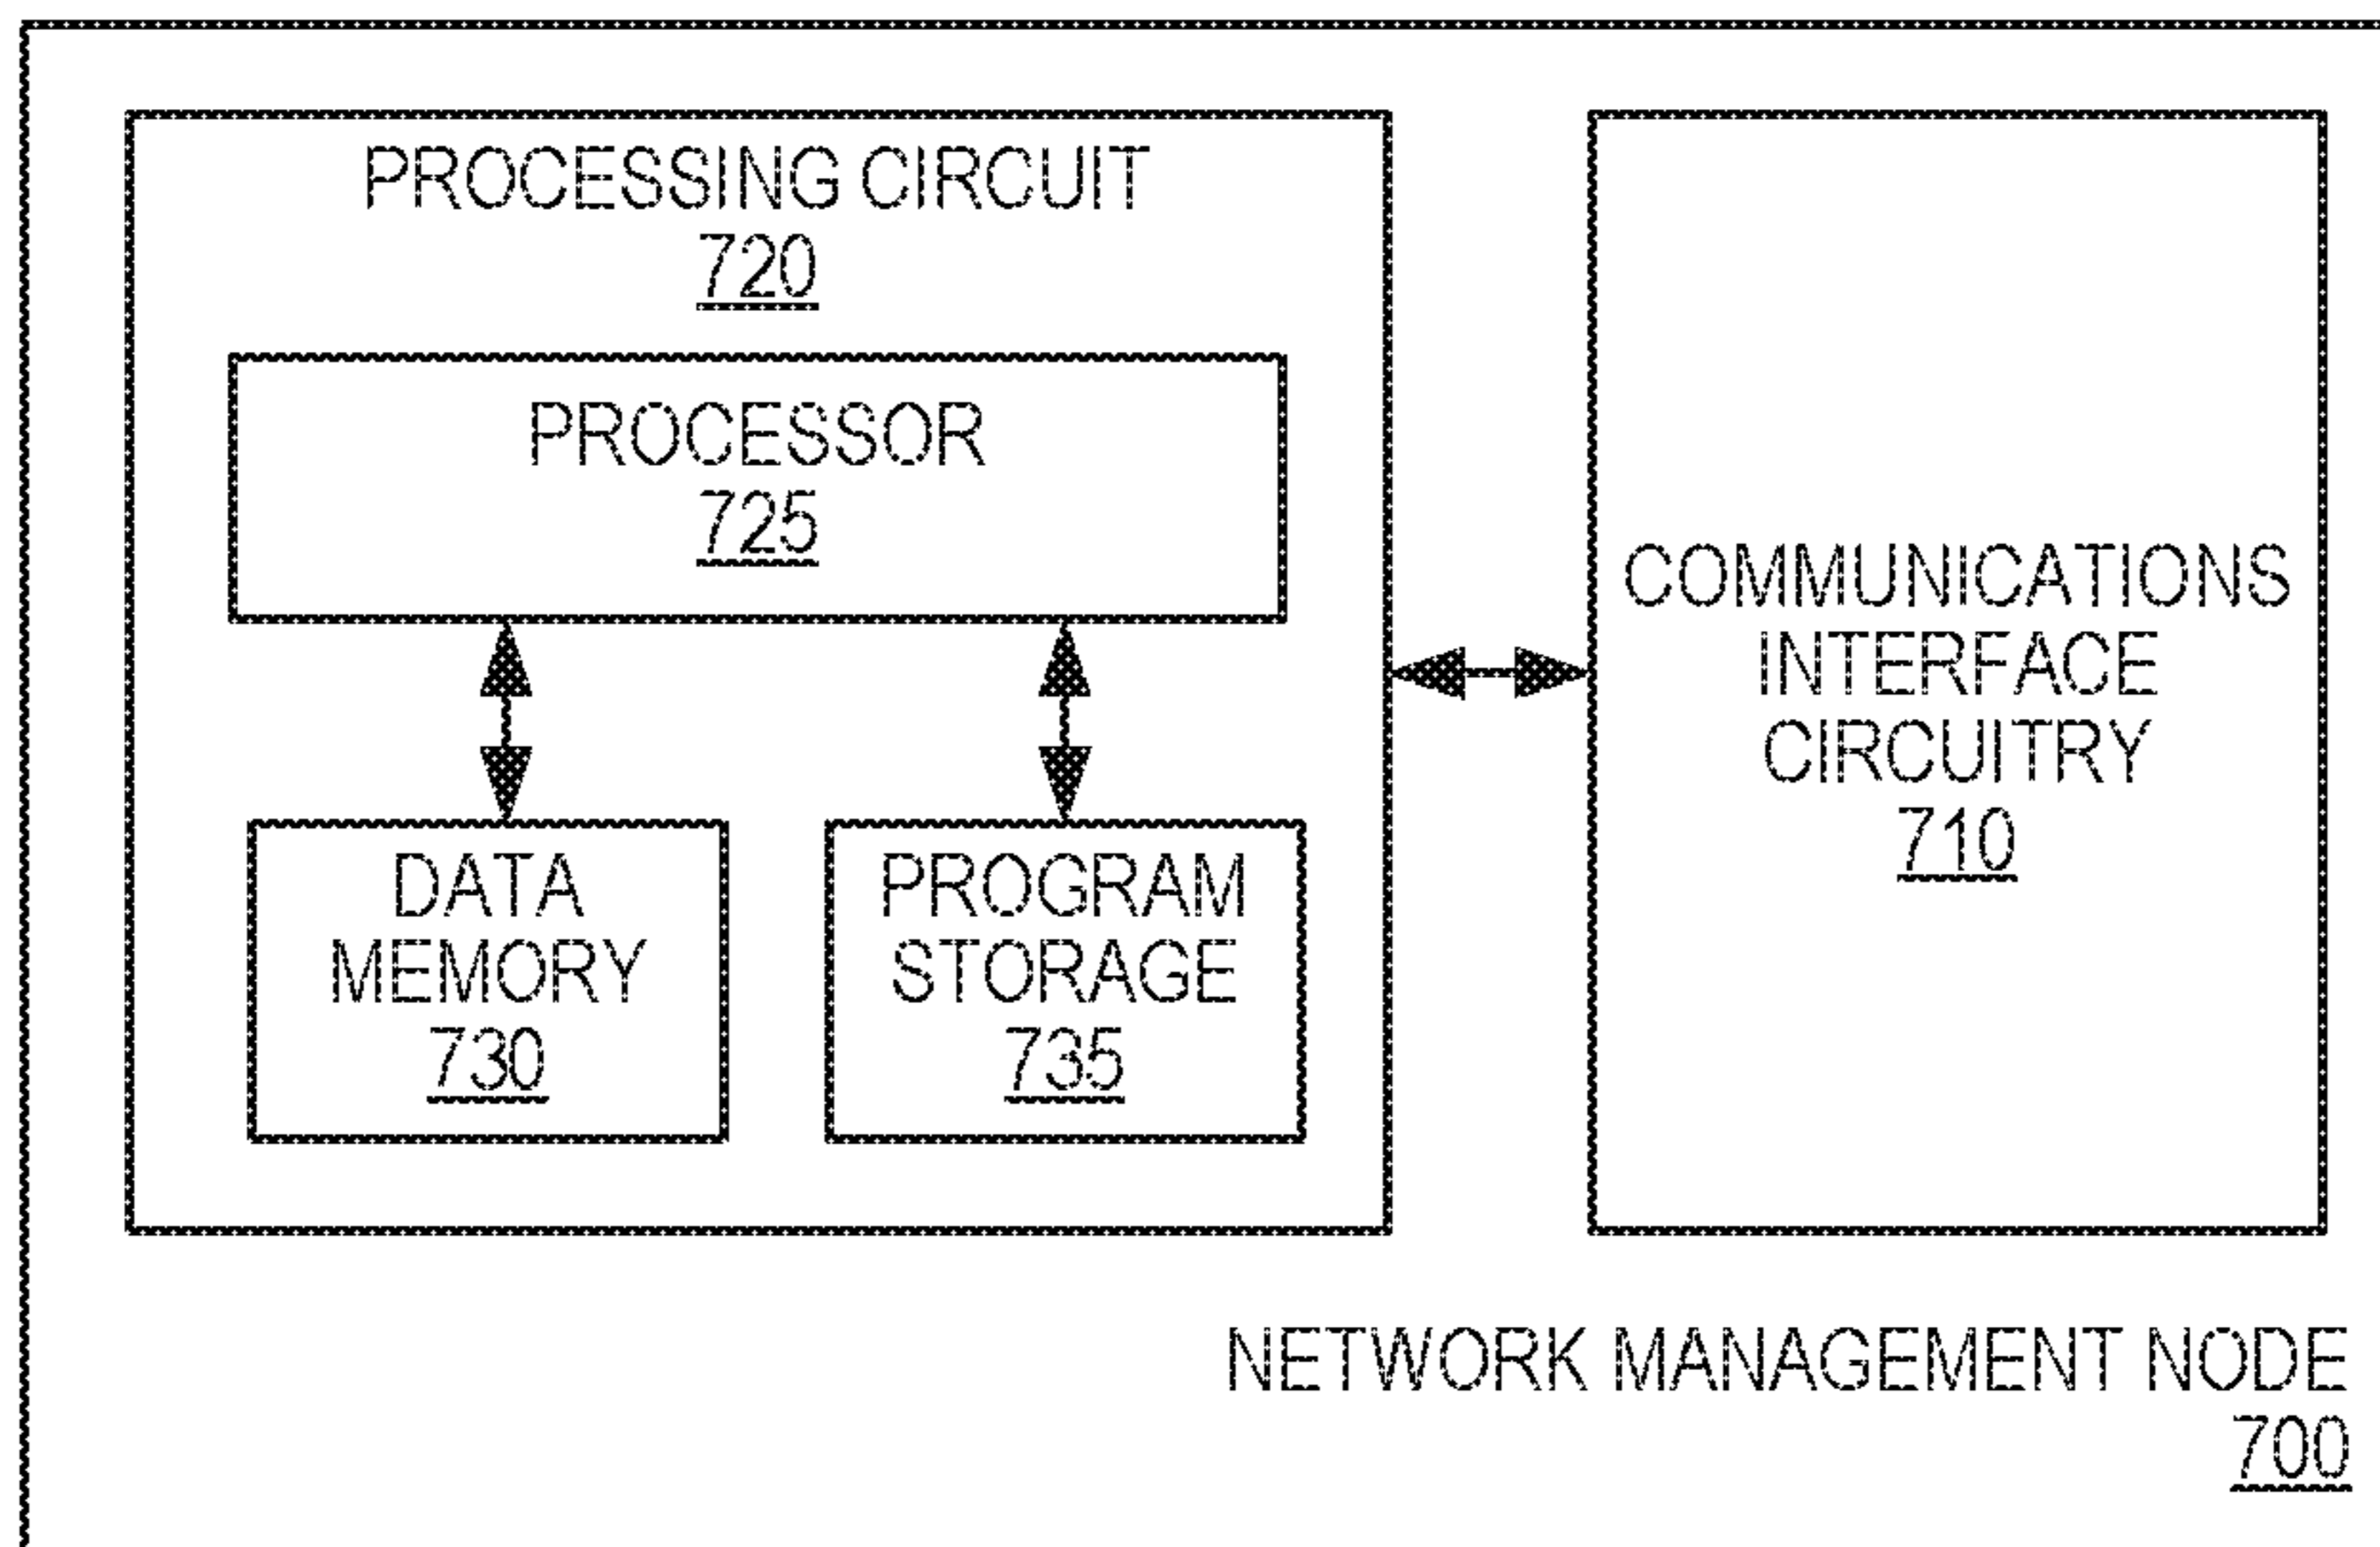 PROCESSING CIRCUIT
720
PROCESSOR
725
DATA
MEMORY
730
PROGRAM
STORAGE
735
COMMUNICATIONS
INTERFACE
CIRCUITRY
710
NETWORK MANAGEMENT NODE
700